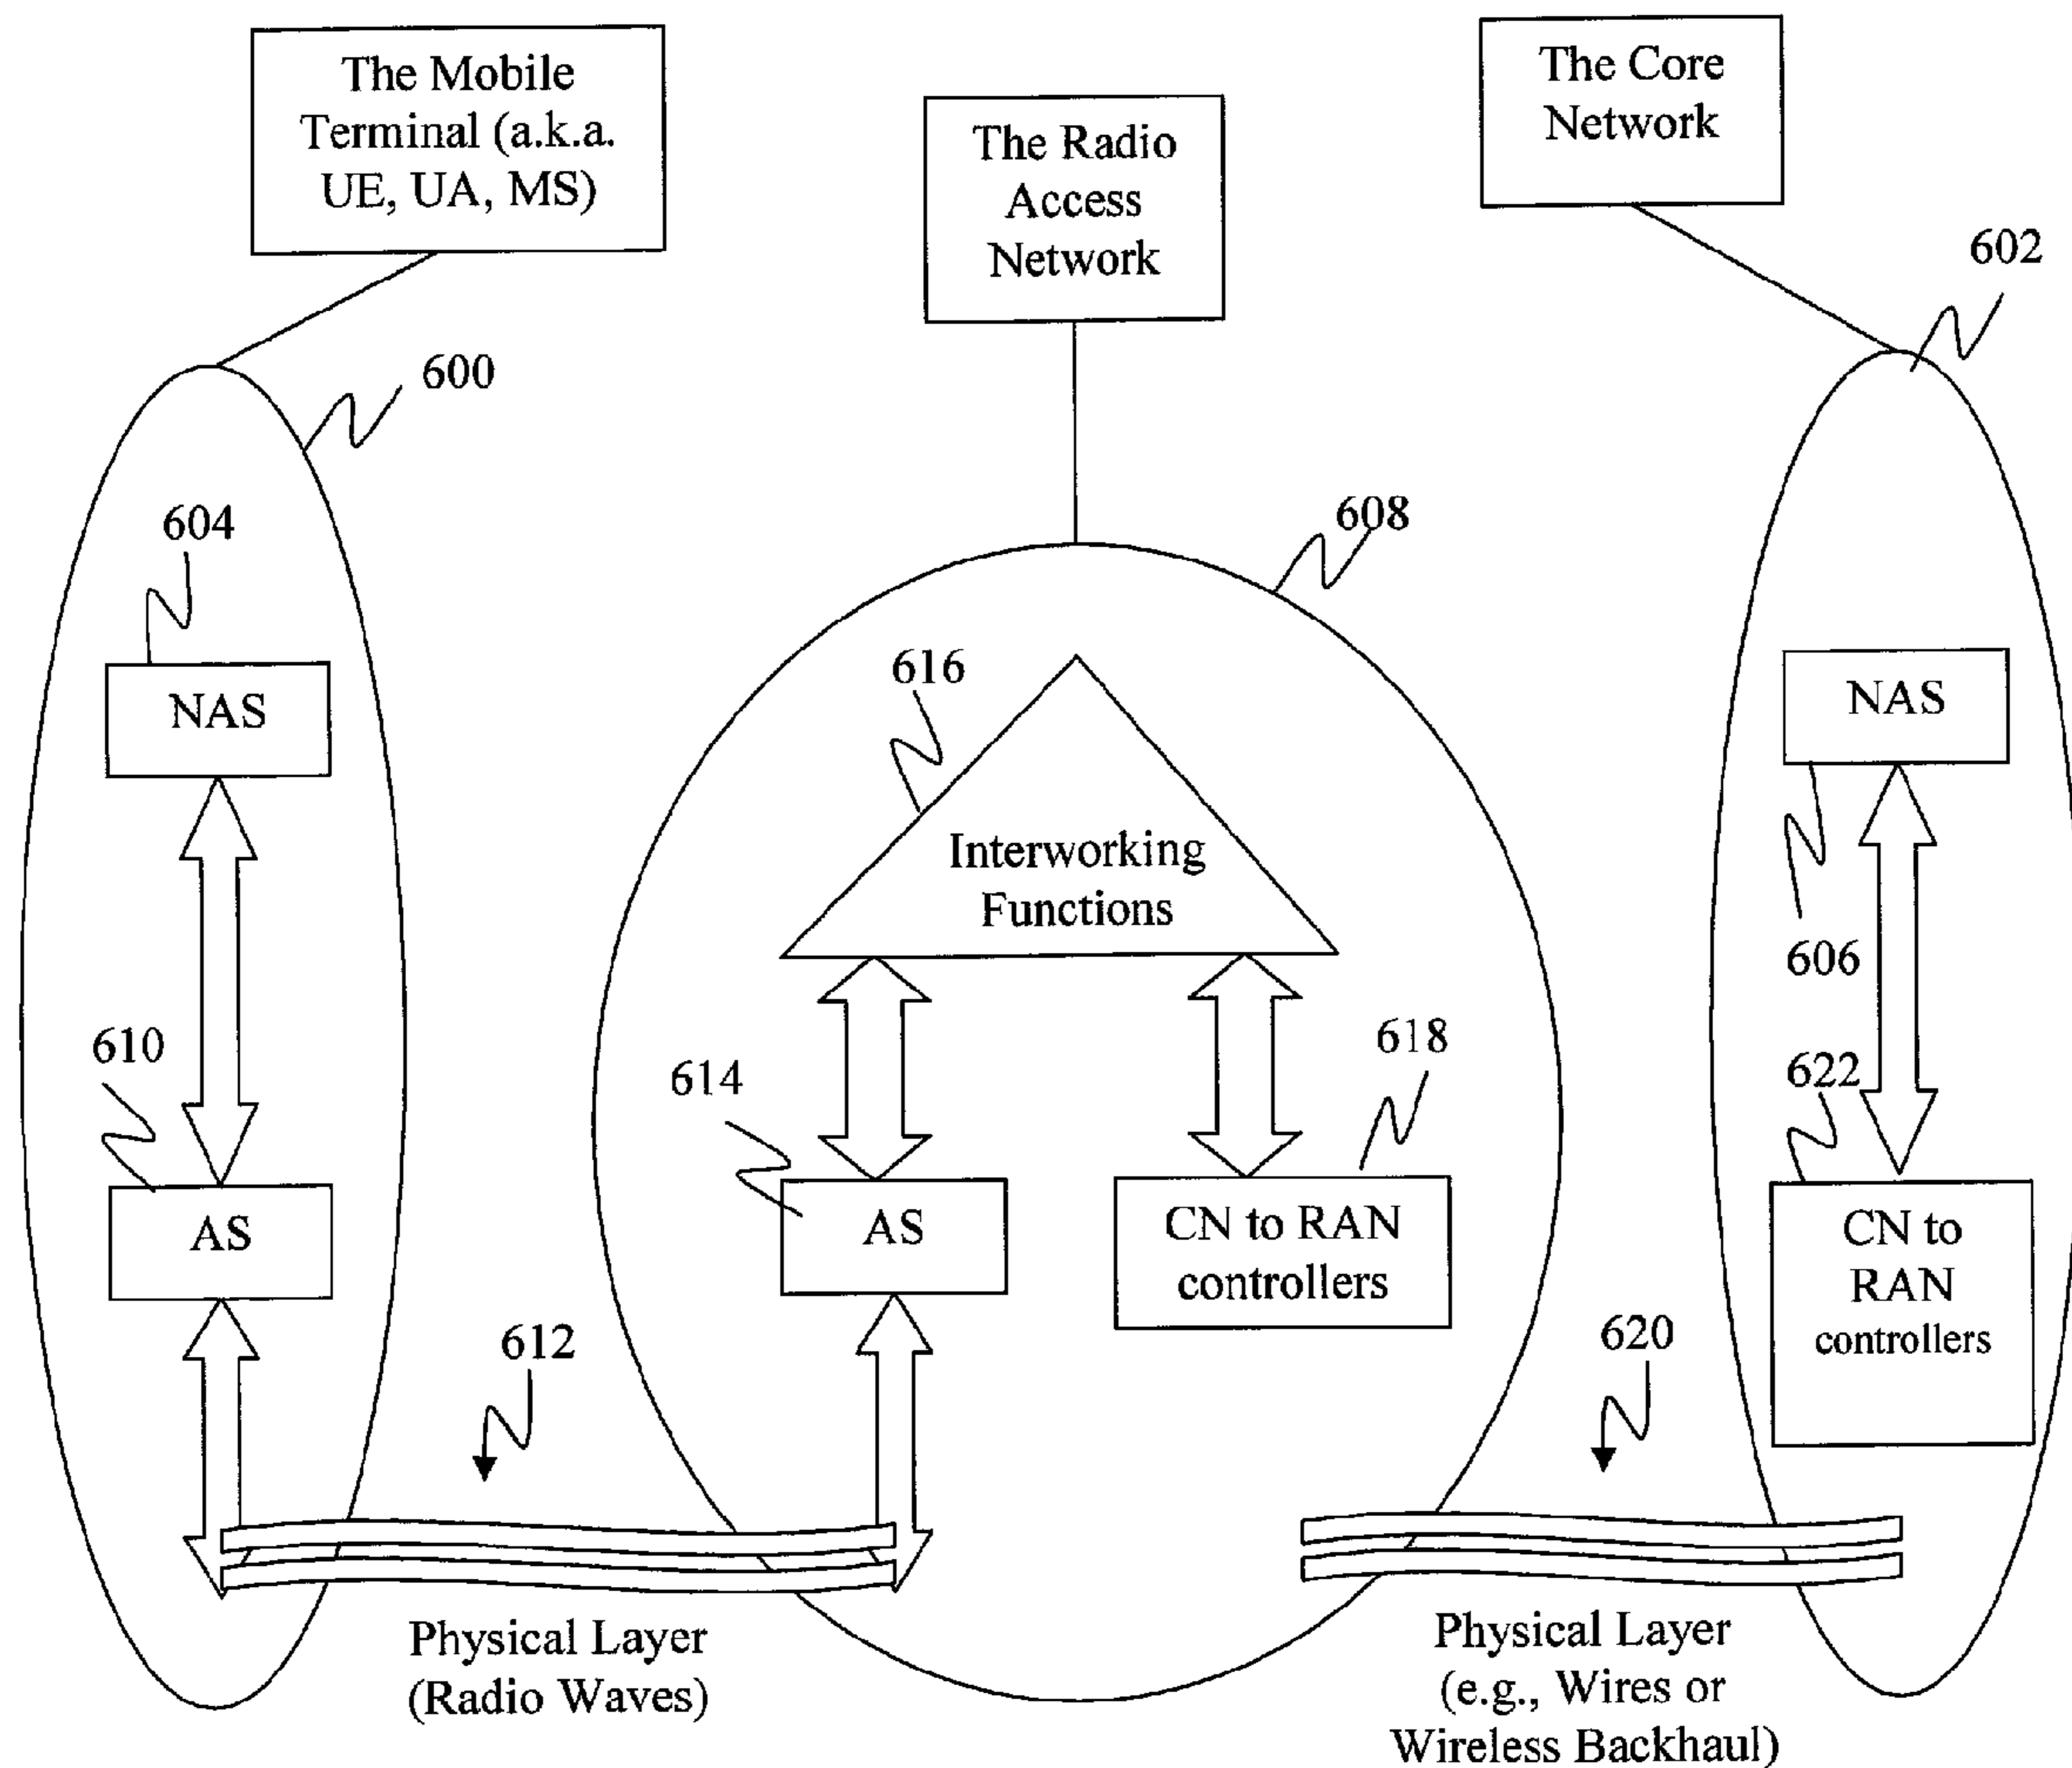 The Mobile
Terminal (a.k.a.
UE, UA, MS)
The Radio
Access
Network
The Core
Network
602
600
608
604
616
NAS
NAS
Interworking
Functions
606
610
614
618
622
AS
AS
CN to RAN
controllers
CN to
RAN
controllers
612
620
Physical Layer
(Radio Waves)
Physical Layer
(e.g., Wires or
Wireless Backhaul)